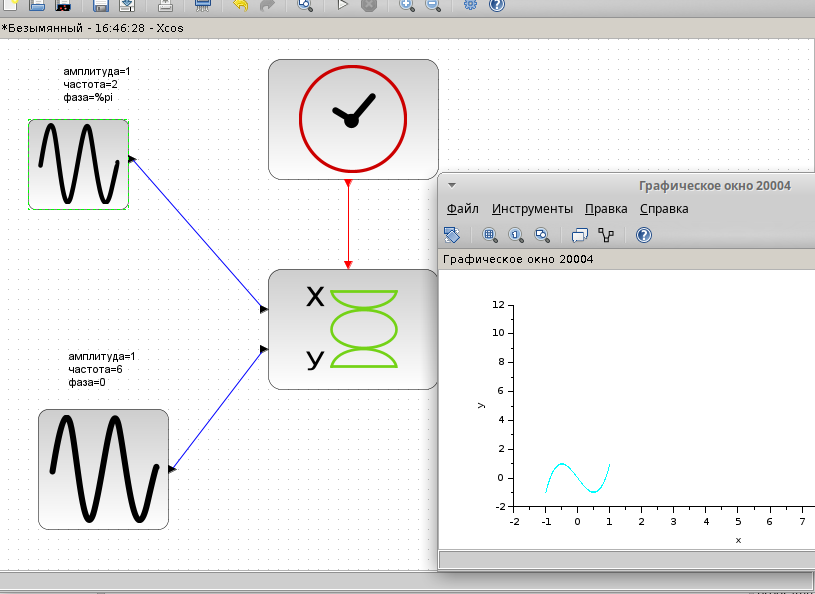 *Безымянный - 16:46:28 - Xcos
амплитуда=1
частота=2
фаза=%pi
X
y
амплитуда=1
частота=6
фаза=0
Графическое окно 20004
Файл Инструменты Правка Справка
Графическое окно 20004
12
10
8
6
4
2
0
-2
y
-2 -1 0 1 2 3 4 5 6 7
x